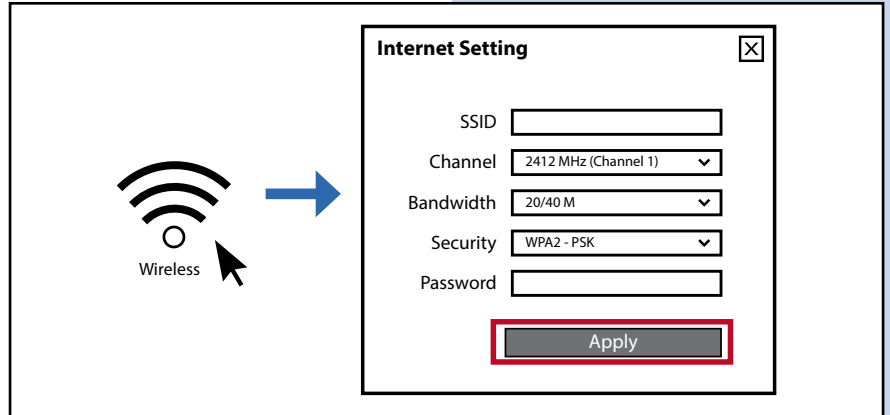 Internet Setting
SSID
Channel 2412 MHz (Channel 1)
Bandwidth 20/40 M
Security WPA2 - PSK
Password
Apply
Wireless